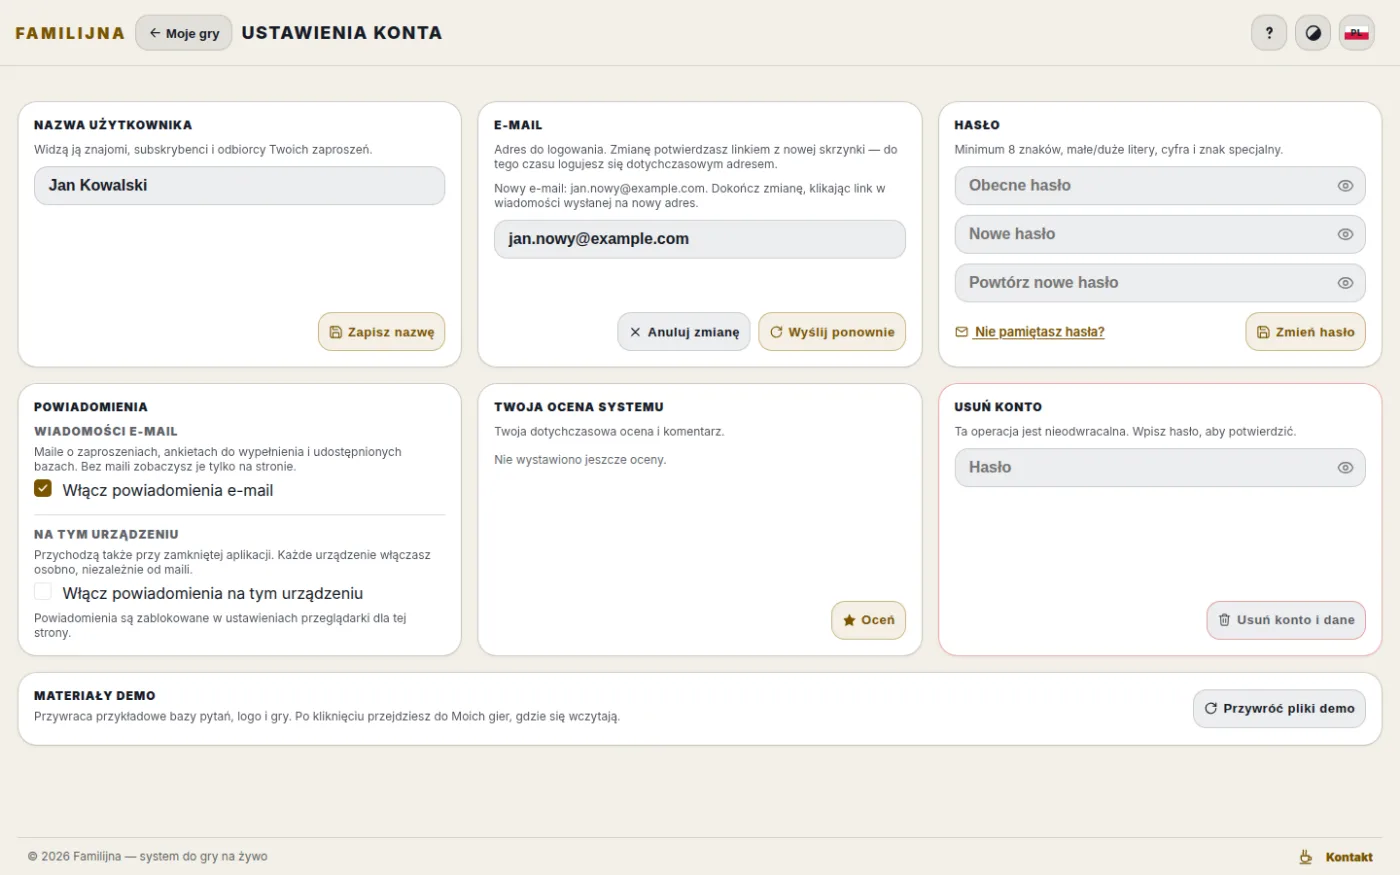 FAMILIJNA
Moje gry
USTAWIENIA KONTA
?
PL
NAZWA UŻYTKOWNIKA
Widzą ją znajomi, subskrybenci i odbiorcy Twoich zaproszeń.
Jan Kowalski
Zapisz nazwę
E-MAIL
Adres do logowania. Zmianę potwierdzasz linkiem z nowej skrzynki — do
tego czasu logujesz się dotychczasowym adresem.
Nowy e-mail: jan.nowy@example.com. Dokończ zmianę, klikając link w
wiadomości wysłanej na nowy adres.
jan.nowy@example.com
Anuluj zmianę
Wyślij ponownie
HASŁO
Minimum 8 znaków, małe/duże litery, cyfra i znak specjalny.
Obecne hasło
Nowe hasło
Powtórz nowe hasło
Nie pamiętasz hasła?
Zmień hasło
POWIADOMIENIA
WIADOMOŚCI E-MAIL
Maile o zaproszeniach, ankietach do wypełnienia i udostępnionych
bazach. Bez maili zobaczysz je tylko na stronie.
Włącz powiadomienia e-mail
NA TYM URZĄDZENIU
Przychodzą także przy zamkniętej aplikacji. Każde urządzenie włączasz
osobno, niezależnie od maili.
Włącz powiadomienia na tym urządzeniu
Powiadomienia są zablokowane w ustawieniach przeglądarki dla tej
strony.
TWOJA OCENA SYSTEMU
Twoja dotychczasowa ocena i komentarz.
Nie wystawiono jeszcze oceny.
Oceń
USUŃ KONTO
Ta operacja jest nieodwracalna. Wpisz hasło, aby potwierdzić.
Hasło
Usuń konto i dane
MATERIAŁY DEMO
Przywraca przykładowe bazy pytań, logo i gry. Po kliknięciu przejdziesz do Moich gier, gdzie się wczytają.
Przywróć pliki demo
© 2026 Familijna — system do gry na żywo
Kontakt